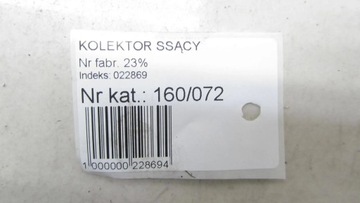 KOLEKTOR SSĄCY
Nr fabr. 23%
Indeks: 022869
Nr kat.: 160/072
1 000000 228694